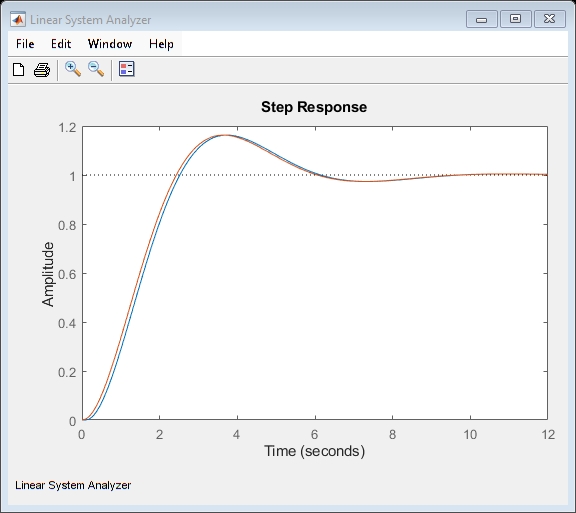 Linear System Analyzer
File Edit Window Help
Step Response
1.2
1
0.8
0.6
0.4
0.2
0
Amplitude
0 2 4 6 8 10 12
Time (seconds)
Linear System Analyzer